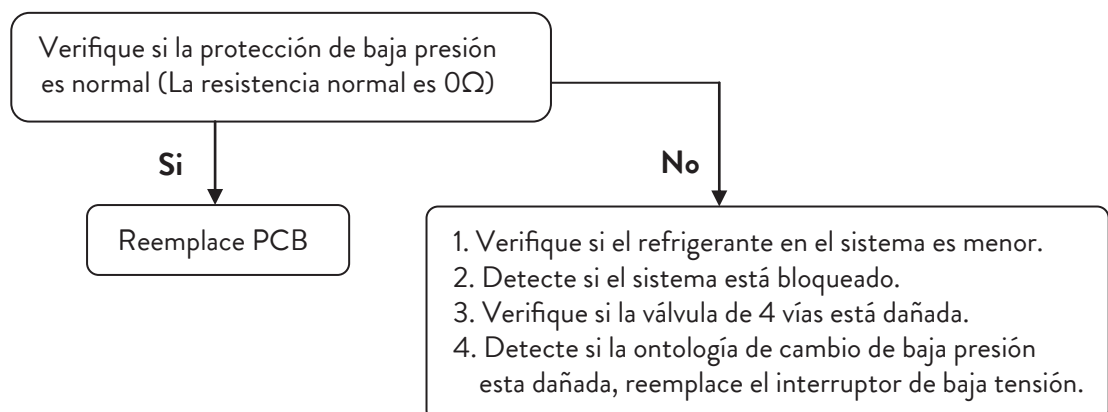 Verifique si la protección de baja presión
es normal (La resistencia normal es 0Ω)
Si
No
Reemplace PCB
1. Verifique si el refrigerante en el sistema es menor.
2. Detecte si el sistema está bloqueado.
3. Verifique si la válvula de 4 vías está dañada.
4. Detecte si la ontología de cambio de baja presión
esta dañada, reemplace el interruptor de baja tensión.